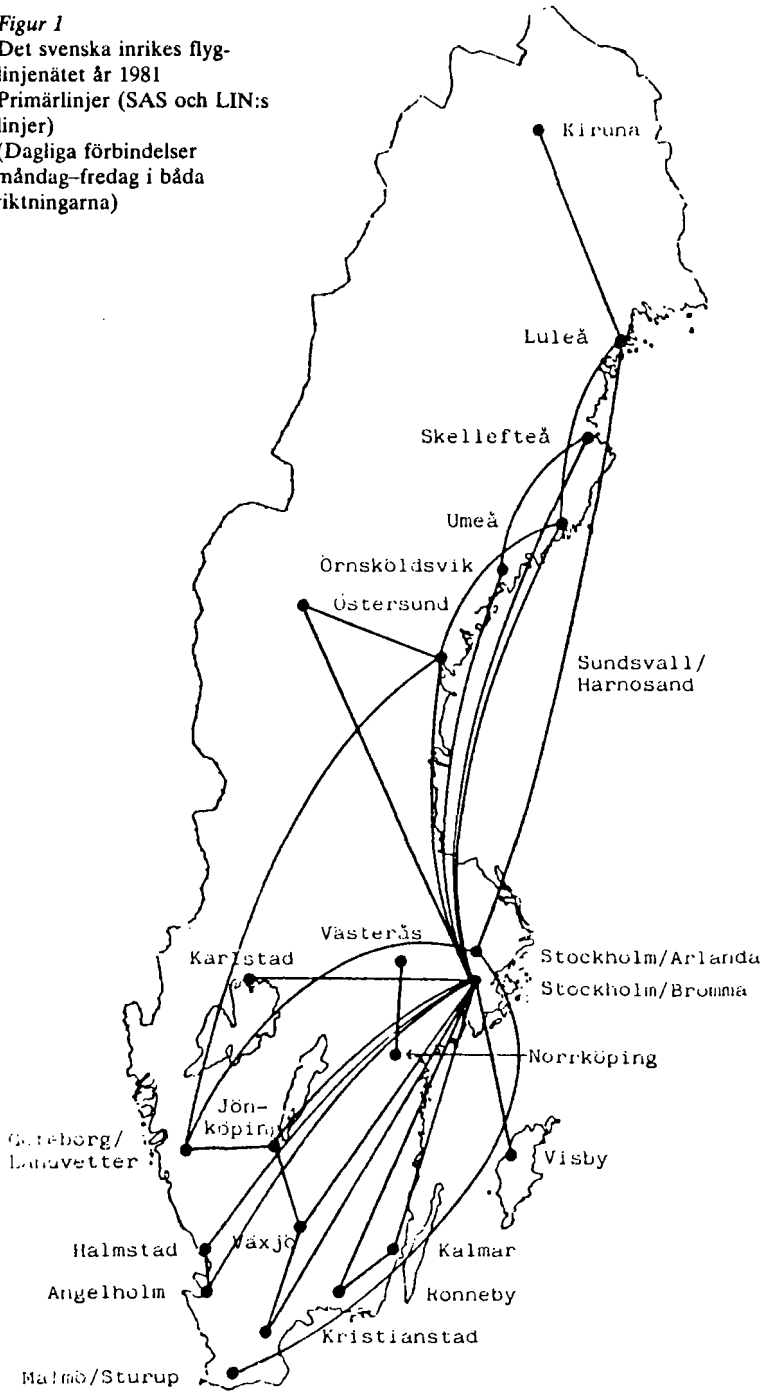 Figur 1
Det svenska inrikes flyg-
linjenätet år 1981
Primärlinjer (SAS och LIN:s
linjer)
(Dagliga förbindelser
måndag–fredag i båda
riktningarna)
Kiruna
Luleå
Skellefteå
Umeå
Örnsköldsvik
Östersund
Sundsvall/
Härnosand
Västerås
Karlstad
Stockholm/Arlanda
Stockholm/Bromma
Norrköping
Jön-
köping
Göteborg/
Landvetter
Visby
Halmstad
Växjö
Kalmar
Angelholm
Ronneby
Kristianstad
Malmö/Sturup